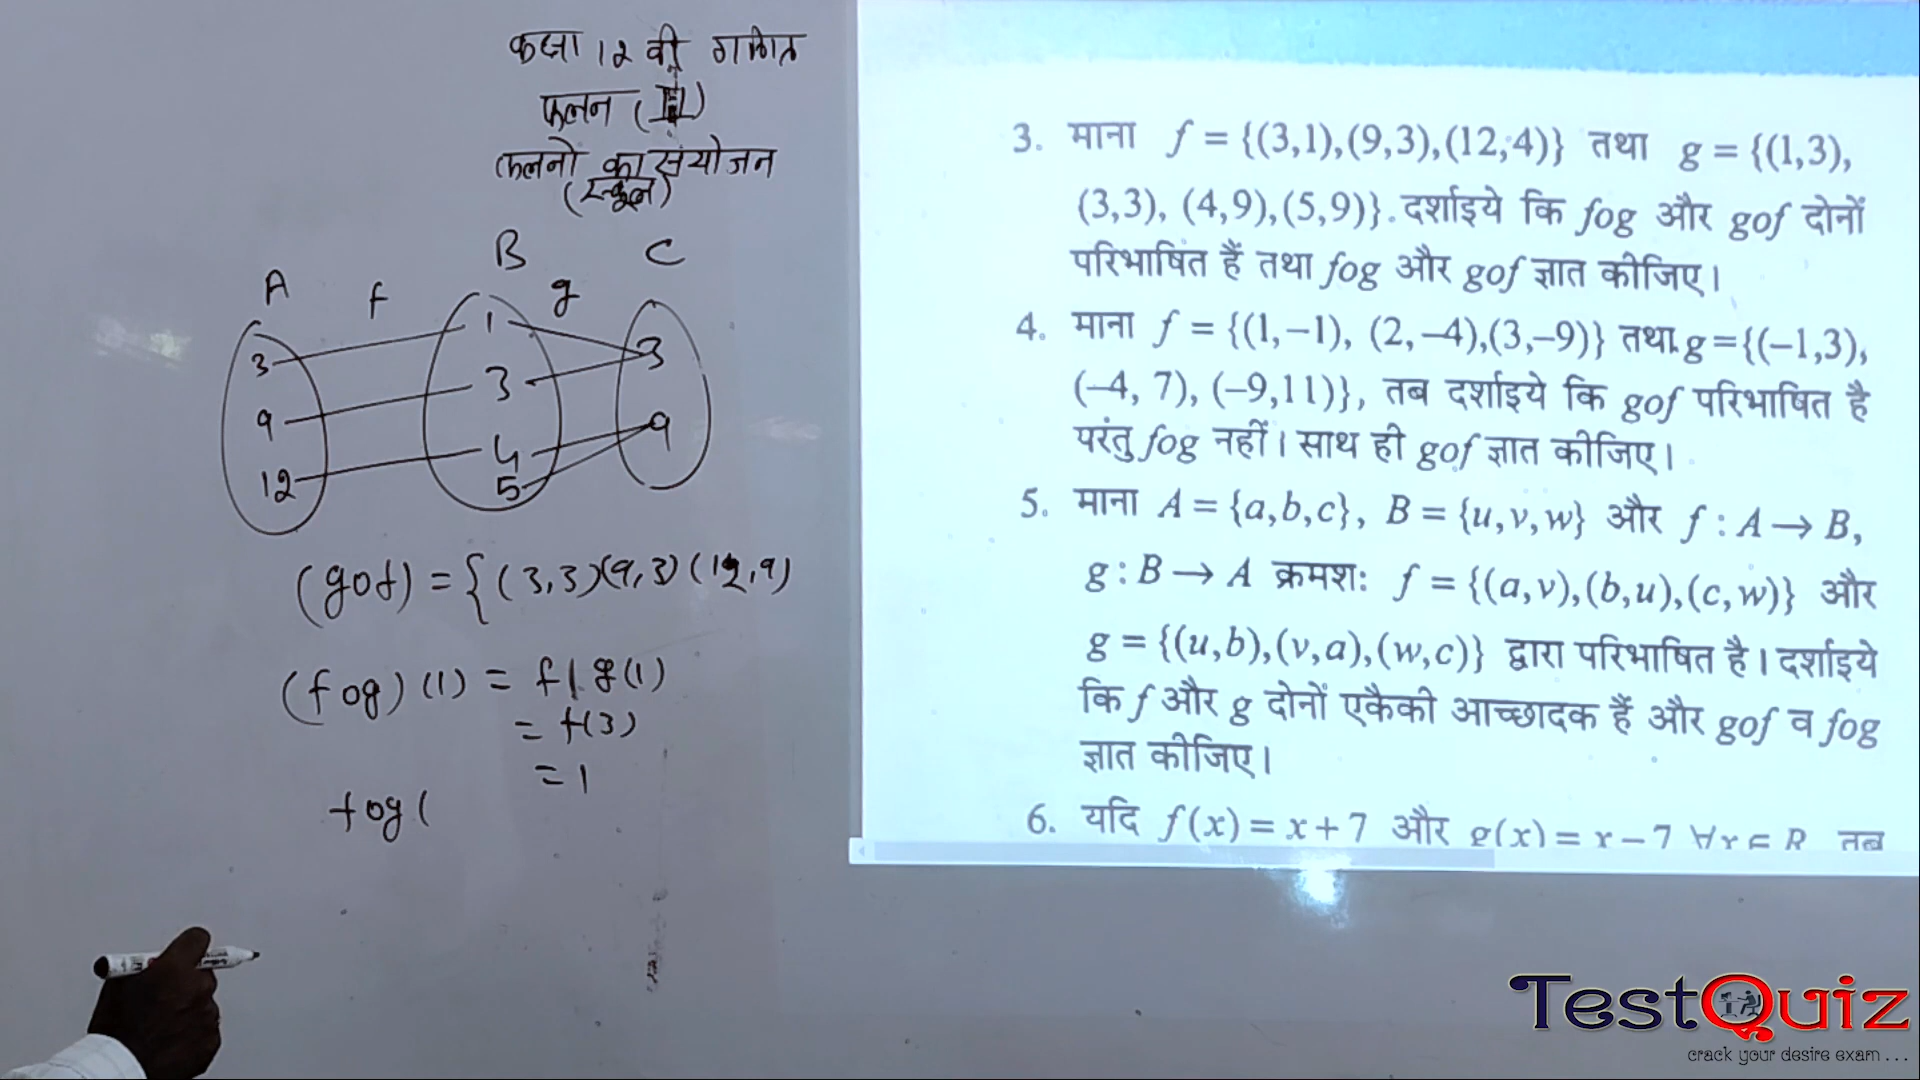 कक्षा 12 वी गणित
फलन (II)
फलनो का संयोजन
(स्कूल)
A f B g C
3 1 3
9 3 9
12 4
5
(gof) = {(3,3)(9,3)(12,9)
(fog)(1) = f|g(1)
= f(3)
= 1
fog(
3. माना f = {(3,1),(9,3),(12,4)} तथा g = {(1,3),
(3,3), (4,9),(5,9)}. दर्शाइये कि fog और gof दोनों
परिभाषित हैं तथा fog और gof ज्ञात कीजिए।
4. माना f = {(1,−1), (2,−4),(3,−9)} तथा g={(−1,3),
(−4, 7), (−9,11)}, तब दर्शाइये कि gof परिभाषित है
परंतु fog नहीं। साथ ही gof ज्ञात कीजिए।
5. माना A = {a,b,c}, B = {u,v,w} और f : A → B,
g : B → A क्रमशः f = {(a,v),(b,u),(c,w)} और
g = {(u,b),(v,a),(w,c)} द्वारा परिभाषित है। दर्शाइये
कि f और g दोनों एकैकी आच्छादक हैं और gof व fog
ज्ञात कीजिए।
6. यदि f(x) = x + 7 और g(x) = x − 7 ∀x ∈ R, तब
TestQuiz
crack your desire exam ...